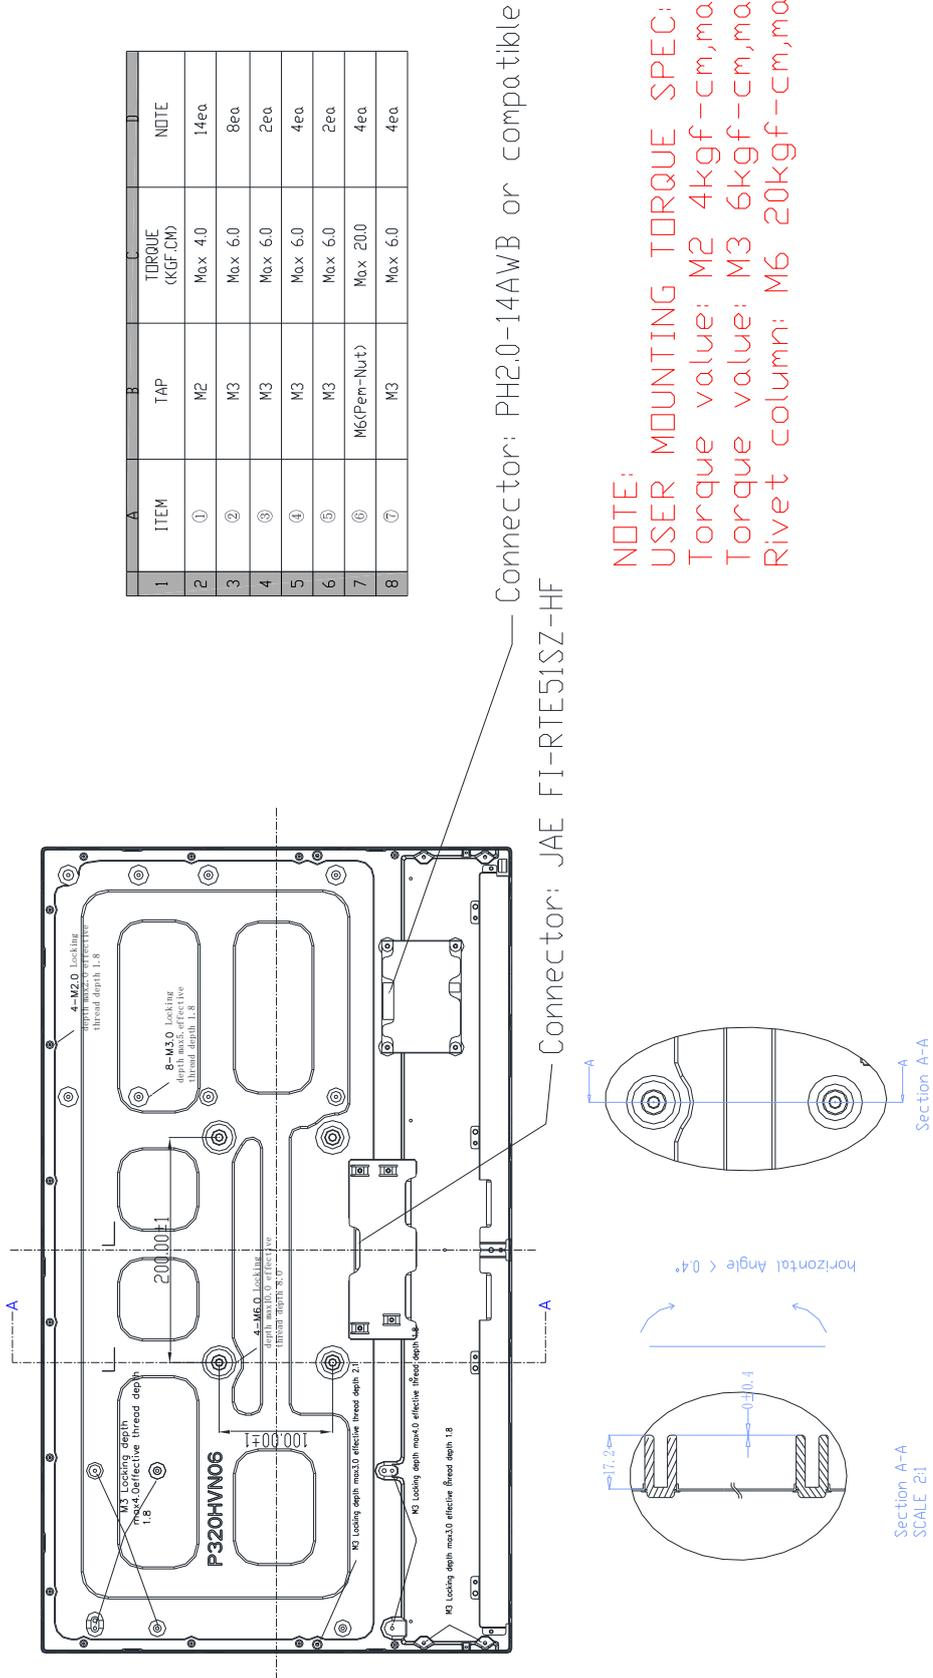 A B C D
1 ITEM TAP TORQUE (KGF.CM) NOTE
2 ① M2 Max 4.0 14ea
3 ② M3 Max 6.0 8ea
4 ③ M3 Max 6.0 2ea
5 ④ M3 Max 6.0 4ea
6 ⑤ M3 Max 6.0 2ea
7 ⑥ M6(Pem-Nut) Max 20.0 4ea
8 ⑦ M3 Max 6.0 4ea
Connector: PH2.0-14AWB or compatible
Connector: JAE FI-RTE51SZ-HF
NOTE:
USER MOUNTING TORQUE SPEC:
Torque value: M2 4kgf-cm,ma
Torque value: M3 6kgf-cm,ma
Rivet column: M6 20kgf-cm,ma
4-M2.0 Locking
depth max2.0 effective
thread depth 1.8
8-M3.0 Locking
depth max5.effective
thread depth 1.8
200.00±1
4-M6.0 Locking
depth max10.0 effective
thread depth 8.0
100.00±1
M3 Locking depth
max4.0effective thread depth
1.8
P320HVN06
M3 Locking depth max3.0 effective thread depth 2.1
M3 Locking depth max4.0 effective thread depth 1.8
M3 Locking depth max3.0 effective thread depth 1.8
A
A
A
A
Section A-A
horizontal Angle < 0.4°
17.2
0±0.4
Section A-A
SCALE 2:1